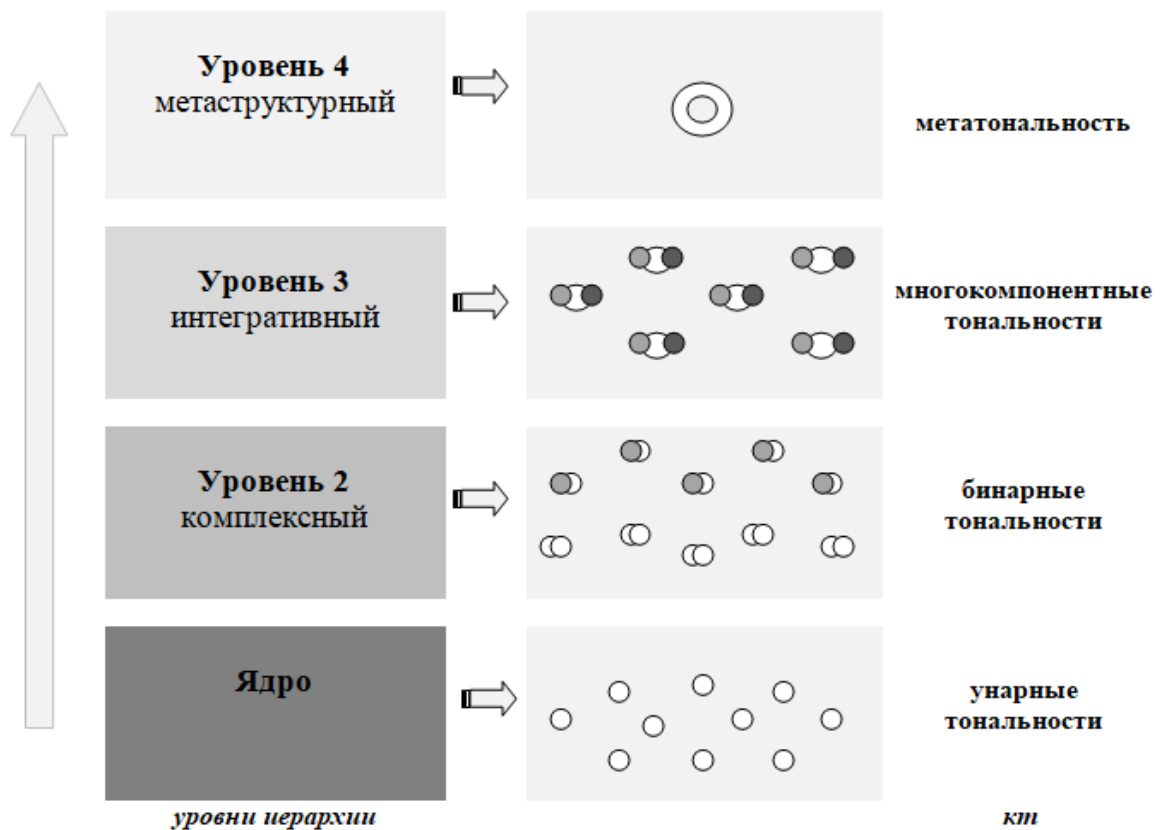 Уровень 4
метаструктурный
метатональность
Уровень 3
интегративный
многокомпонентные
тональности
Уровень 2
комплексный
бинарные
тональности
Ядро
унарные
тональности
уровни иерархии
кт